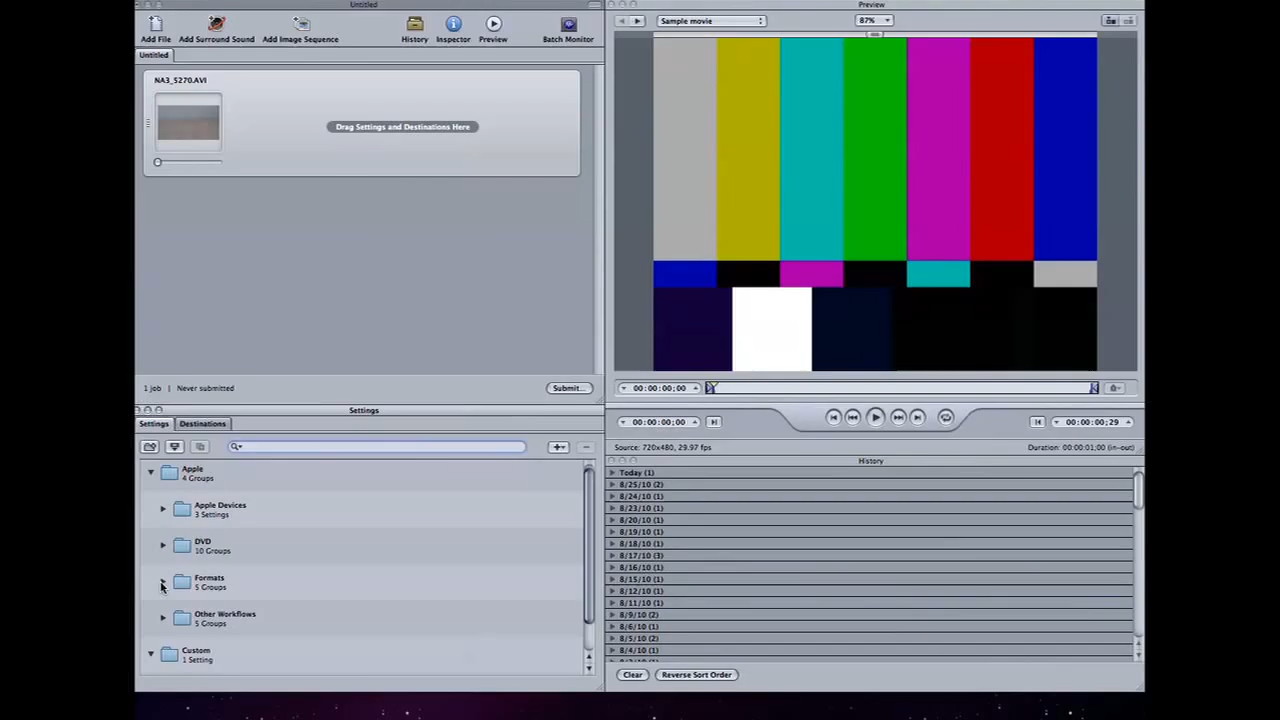 Untitled
Add File
Add Surround Sound
Add Image Sequence
History
Inspector
Preview
Batch Monitor
Untitled
NA3_5270.AVI
Drag Settings and Destinations Here
1 job | Never submitted
Submit...
Settings
Settings
Destinations
Apple
4 Groups
Apple Devices
3 Settings
DVD
10 Groups
Formats
5 Groups
Other Workflows
5 Groups
Custom
1 Setting
Preview
Sample movie
87%
00:00:00;00
00:00:00;00
00:00:00;29
Source: 720x480, 29.97 fps
Duration: 00:00:01;00 (in-out)
History
Today (1)
8/25/10 (2)
8/24/10 (1)
8/23/10 (1)
8/20/10 (1)
8/19/10 (1)
8/18/10 (1)
8/17/10 (3)
8/16/10 (1)
8/15/10 (1)
8/12/10 (1)
8/11/10 (1)
8/9/10 (2)
8/6/10 (1)
8/5/10 (2)
8/4/10 (1)
Clear
Reverse Sort Order